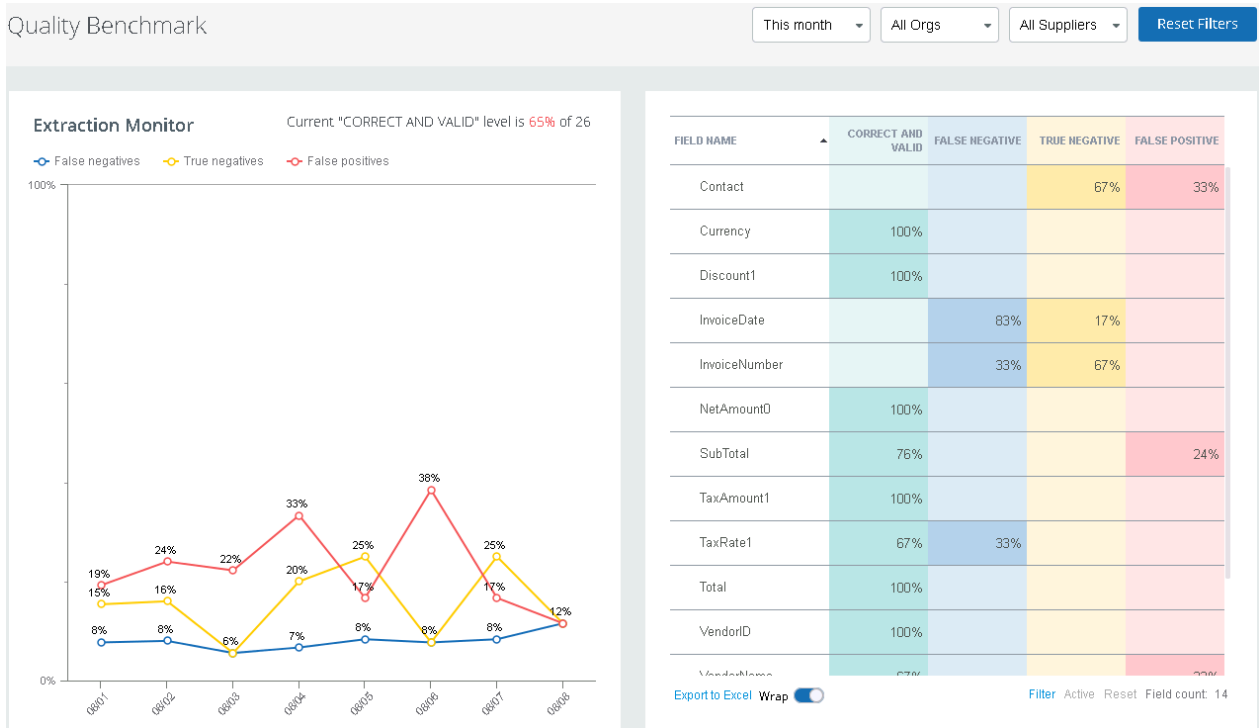 Quality Benchmark
This month
All Orgs
All Suppliers
Reset Filters
Extraction Monitor
Current "CORRECT AND VALID" level is 65% of 26
False negatives
True negatives
False positives
100%
38%
33%
24%
22%
25%
25%
19%
20%
15%
16%
17%
17%
12%
8%
8%
6%
7%
8%
8%
8%
0%
08/01
08/02
08/03
08/04
08/05
08/06
08/07
08/08
FIELD NAME CORRECT AND VALID FALSE NEGATIVE TRUE NEGATIVE FALSE POSITIVE
Contact 67% 33%
Currency 100%
Discount1 100%
InvoiceDate 83% 17%
InvoiceNumber 33% 67%
NetAmount0 100%
SubTotal 76% 24%
TaxAmount1 100%
TaxRate1 67% 33%
Total 100%
VendorID 100%
VendorName 67% 33%
Export to Excel Wrap
Filter Active Reset Field count: 14